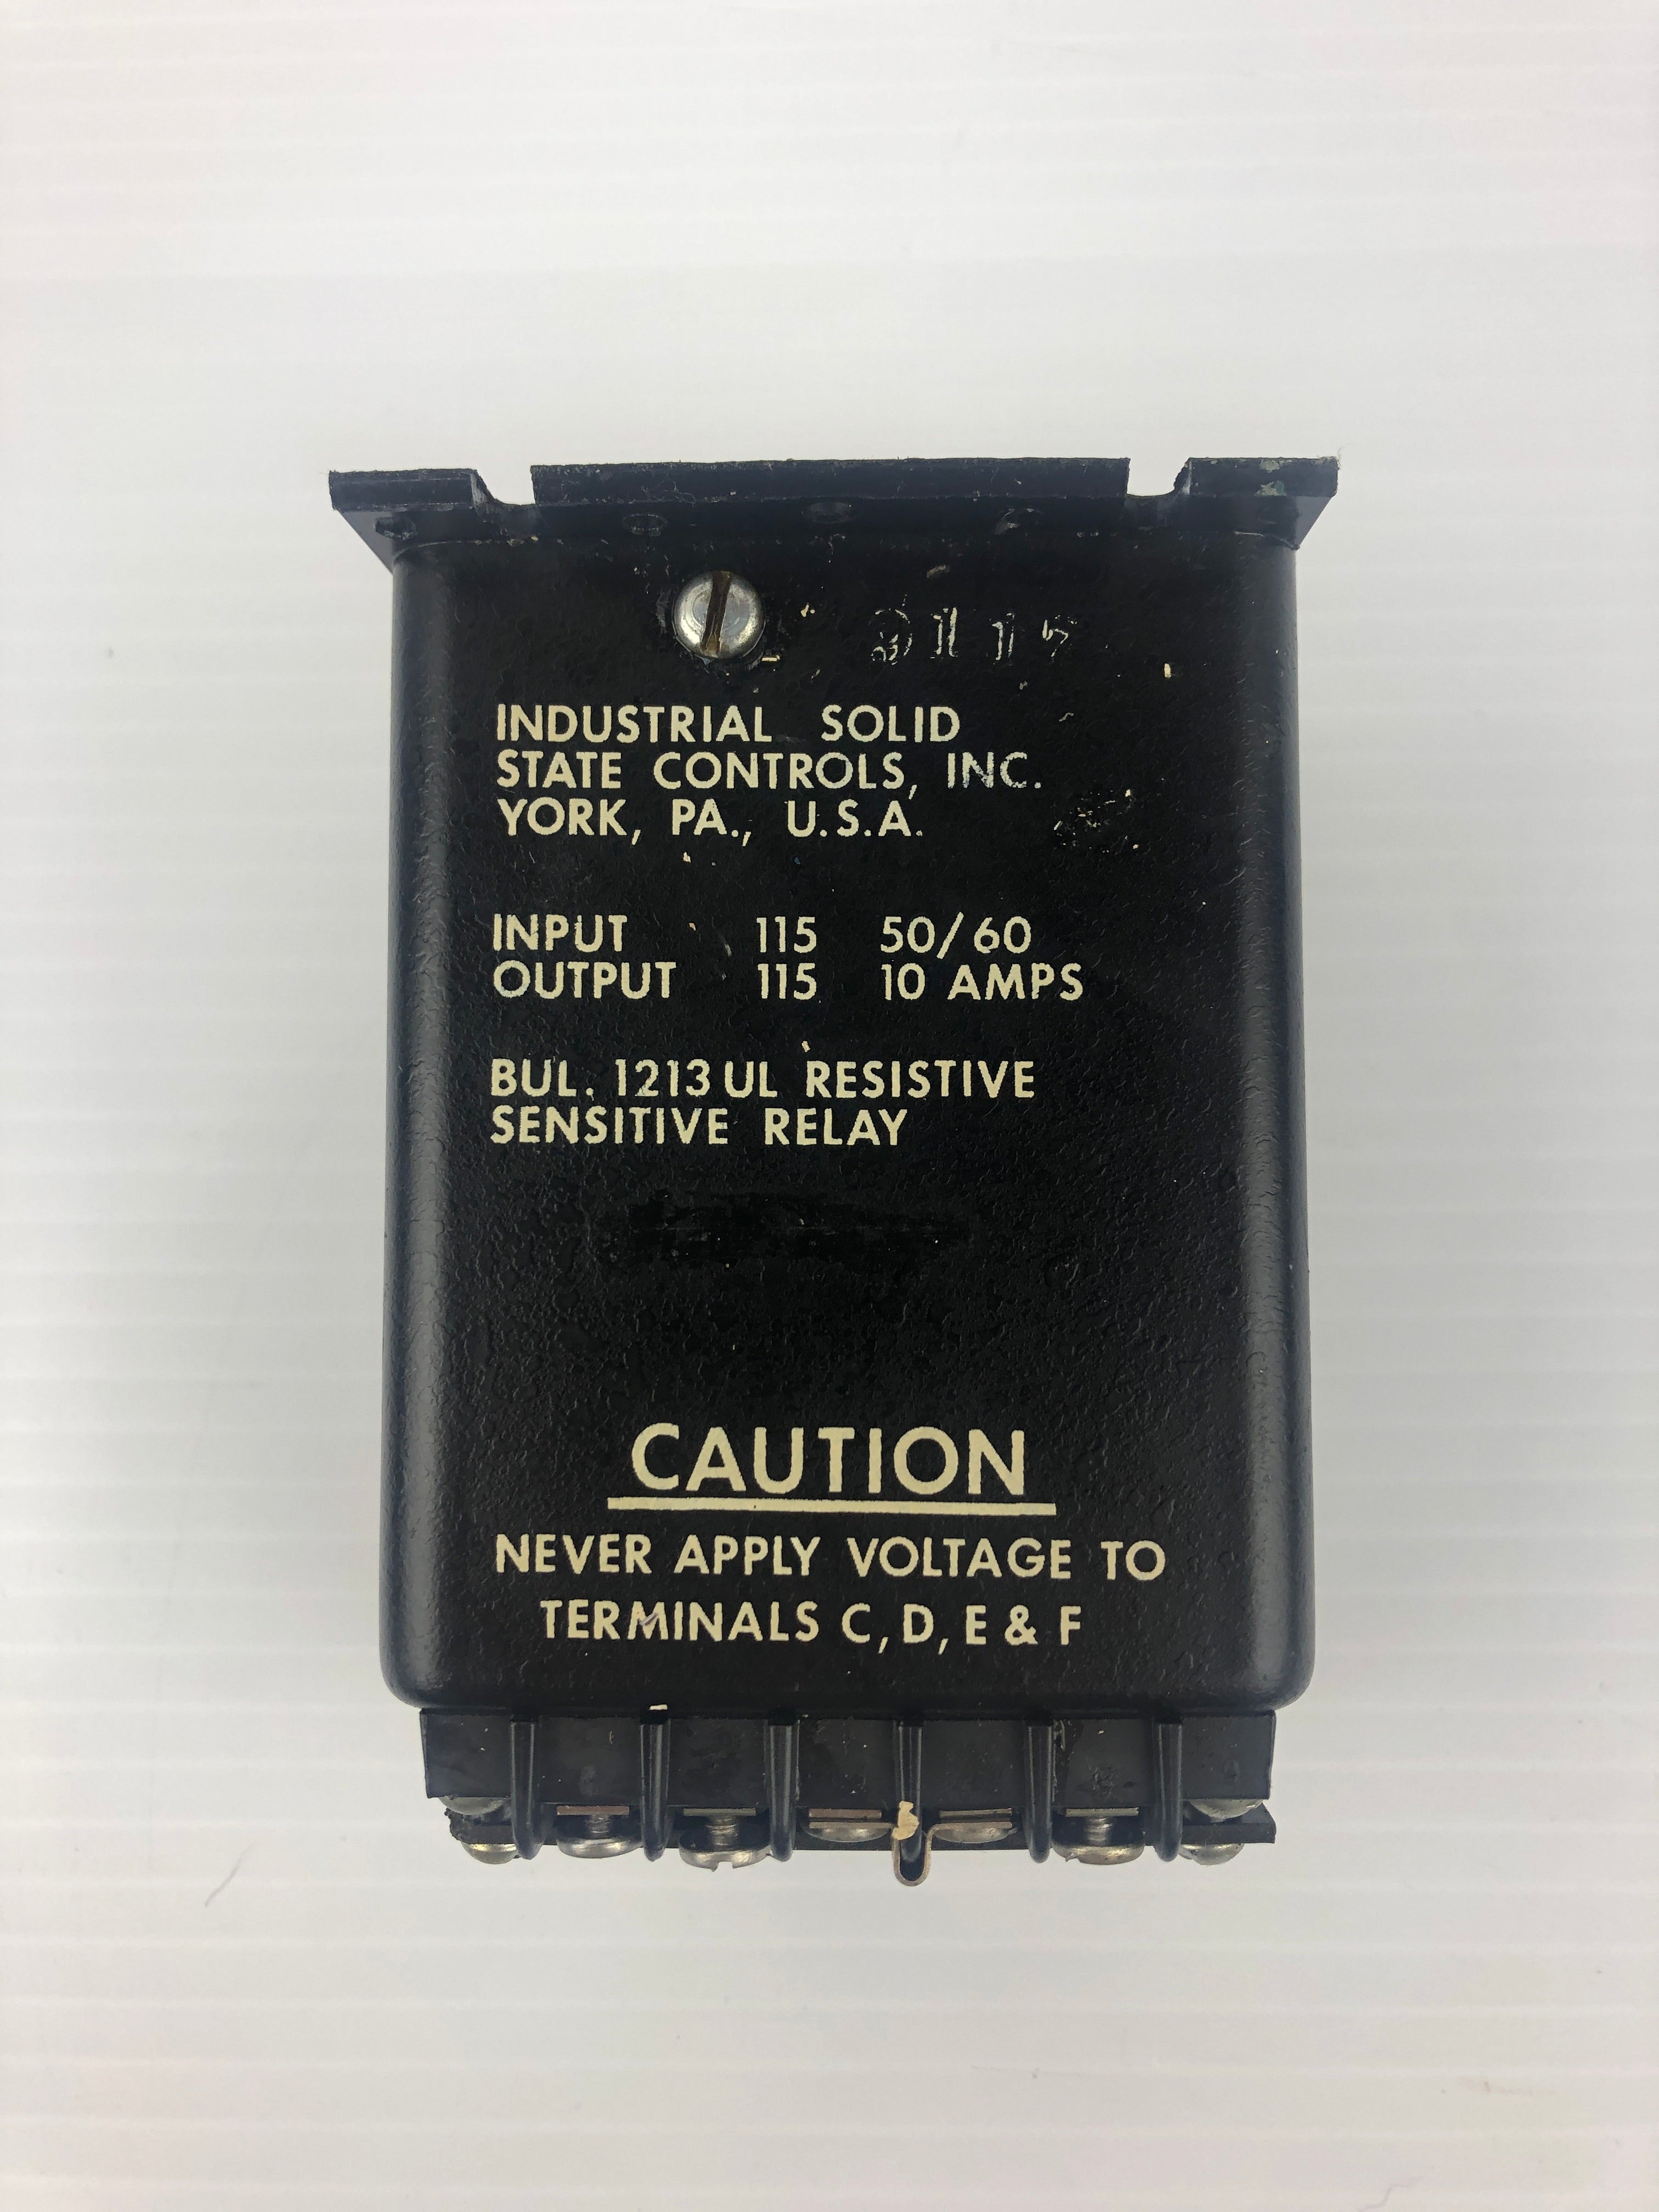 INDUSTRIAL SOLID
STATE CONTROLS, INC.
YORK, PA., U.S.A.
INPUT 115 50/60
OUTPUT 115 10 AMPS
BUL. 1213 UL RESISTIVE
SENSITIVE RELAY
CAUTION
NEVER APPLY VOLTAGE TO
TERMINALS C, D, E & F